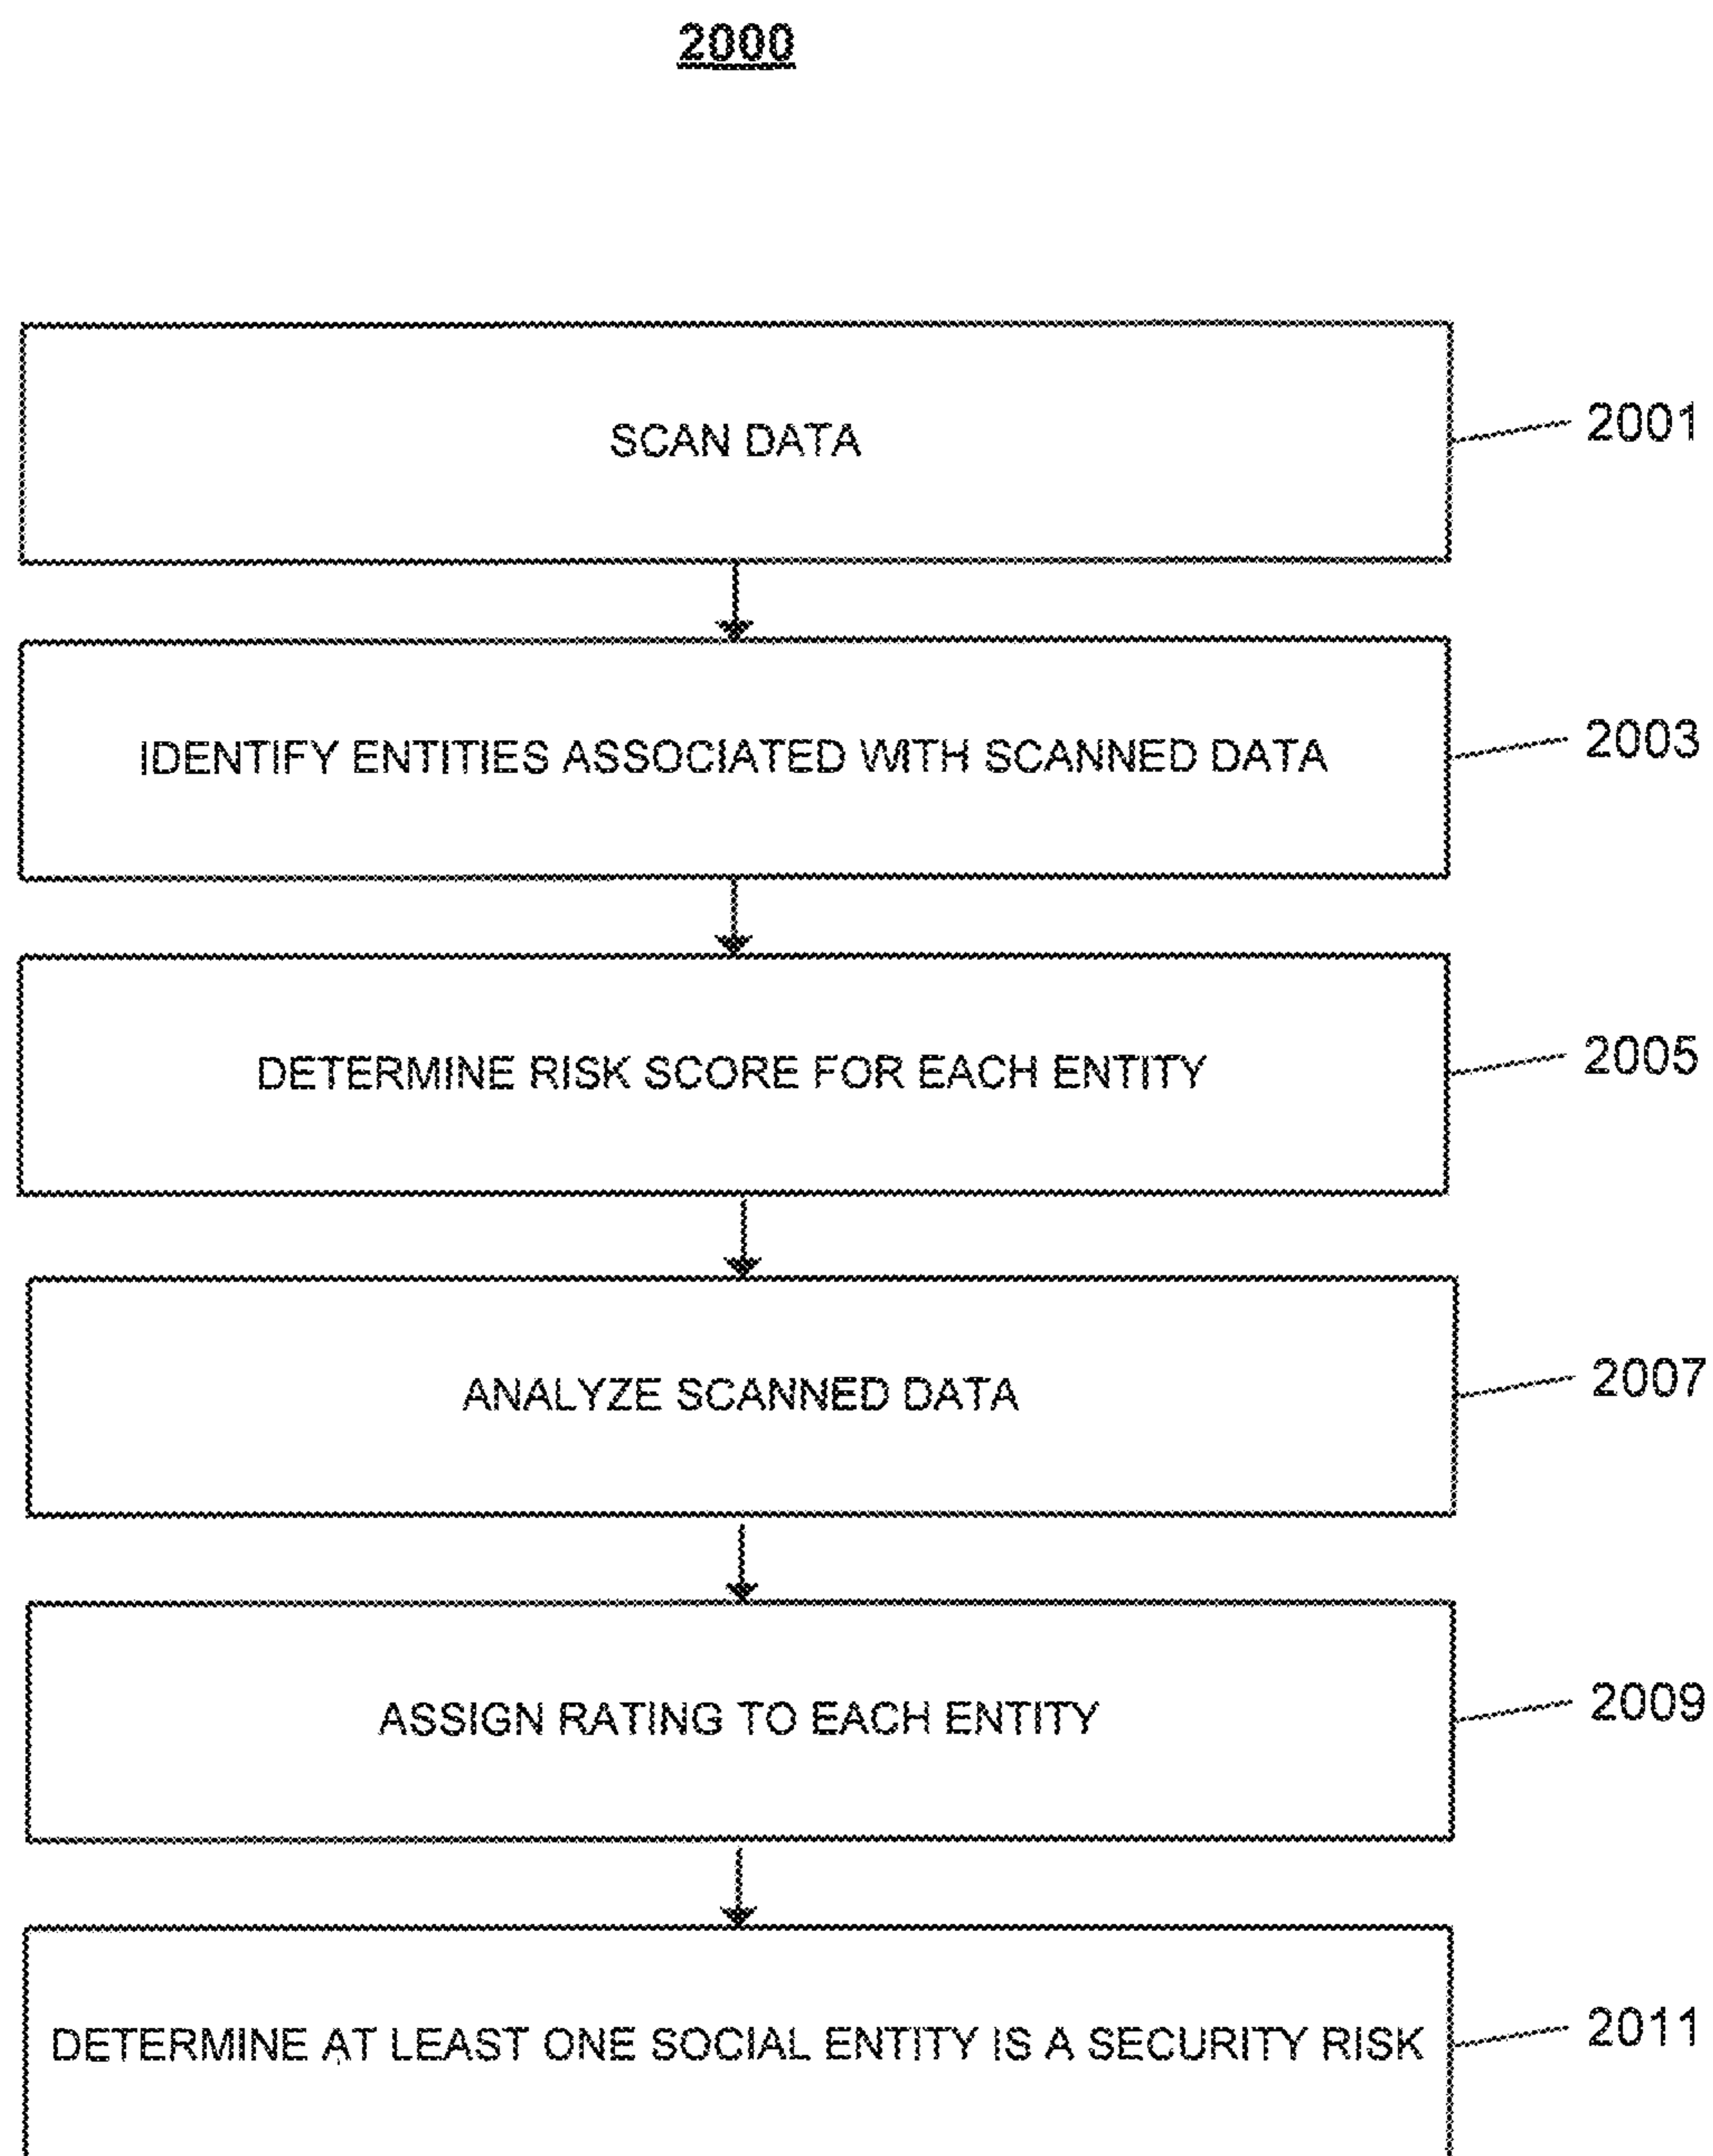 2000
SCAN DATA
2001
IDENTIFY ENTITIES ASSOCIATED WITH SCANNED DATA
2003
DETERMINE RISK SCORE FOR EACH ENTITY
2005
ANALYZE SCANNED DATA
2007
ASSIGN RATING TO EACH ENTITY
2009
DETERMINE AT LEAST ONE SOCIAL ENTITY IS A SECURITY RISK
2011